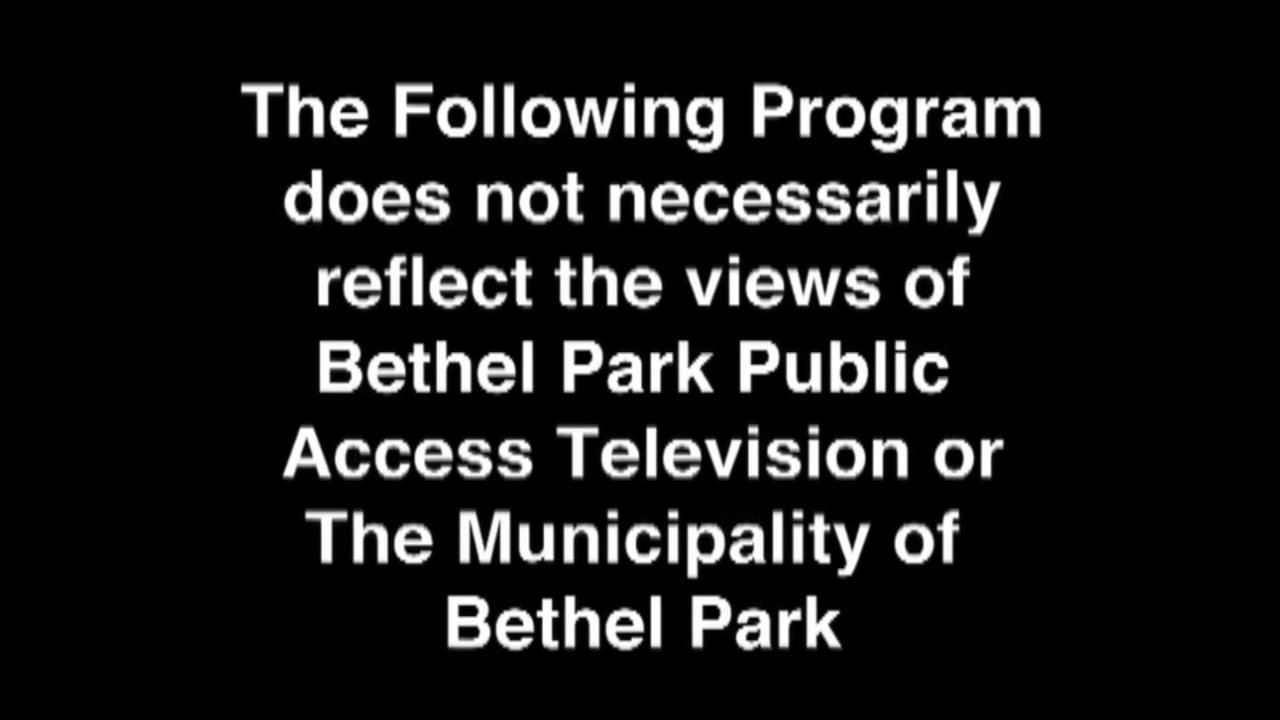 The Following Program
does not necessarily
reflect the views of
Bethel Park Public
Access Television or
The Municipality of
Bethel Park